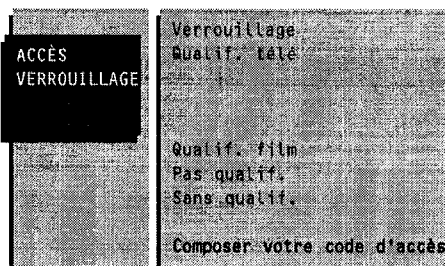 ACCÈS
VERROUILLAGE
Verrouillage
Qualif. télé
Qualif. film
Pas qualif.
Sans qualif.
Composer votre code d'accès